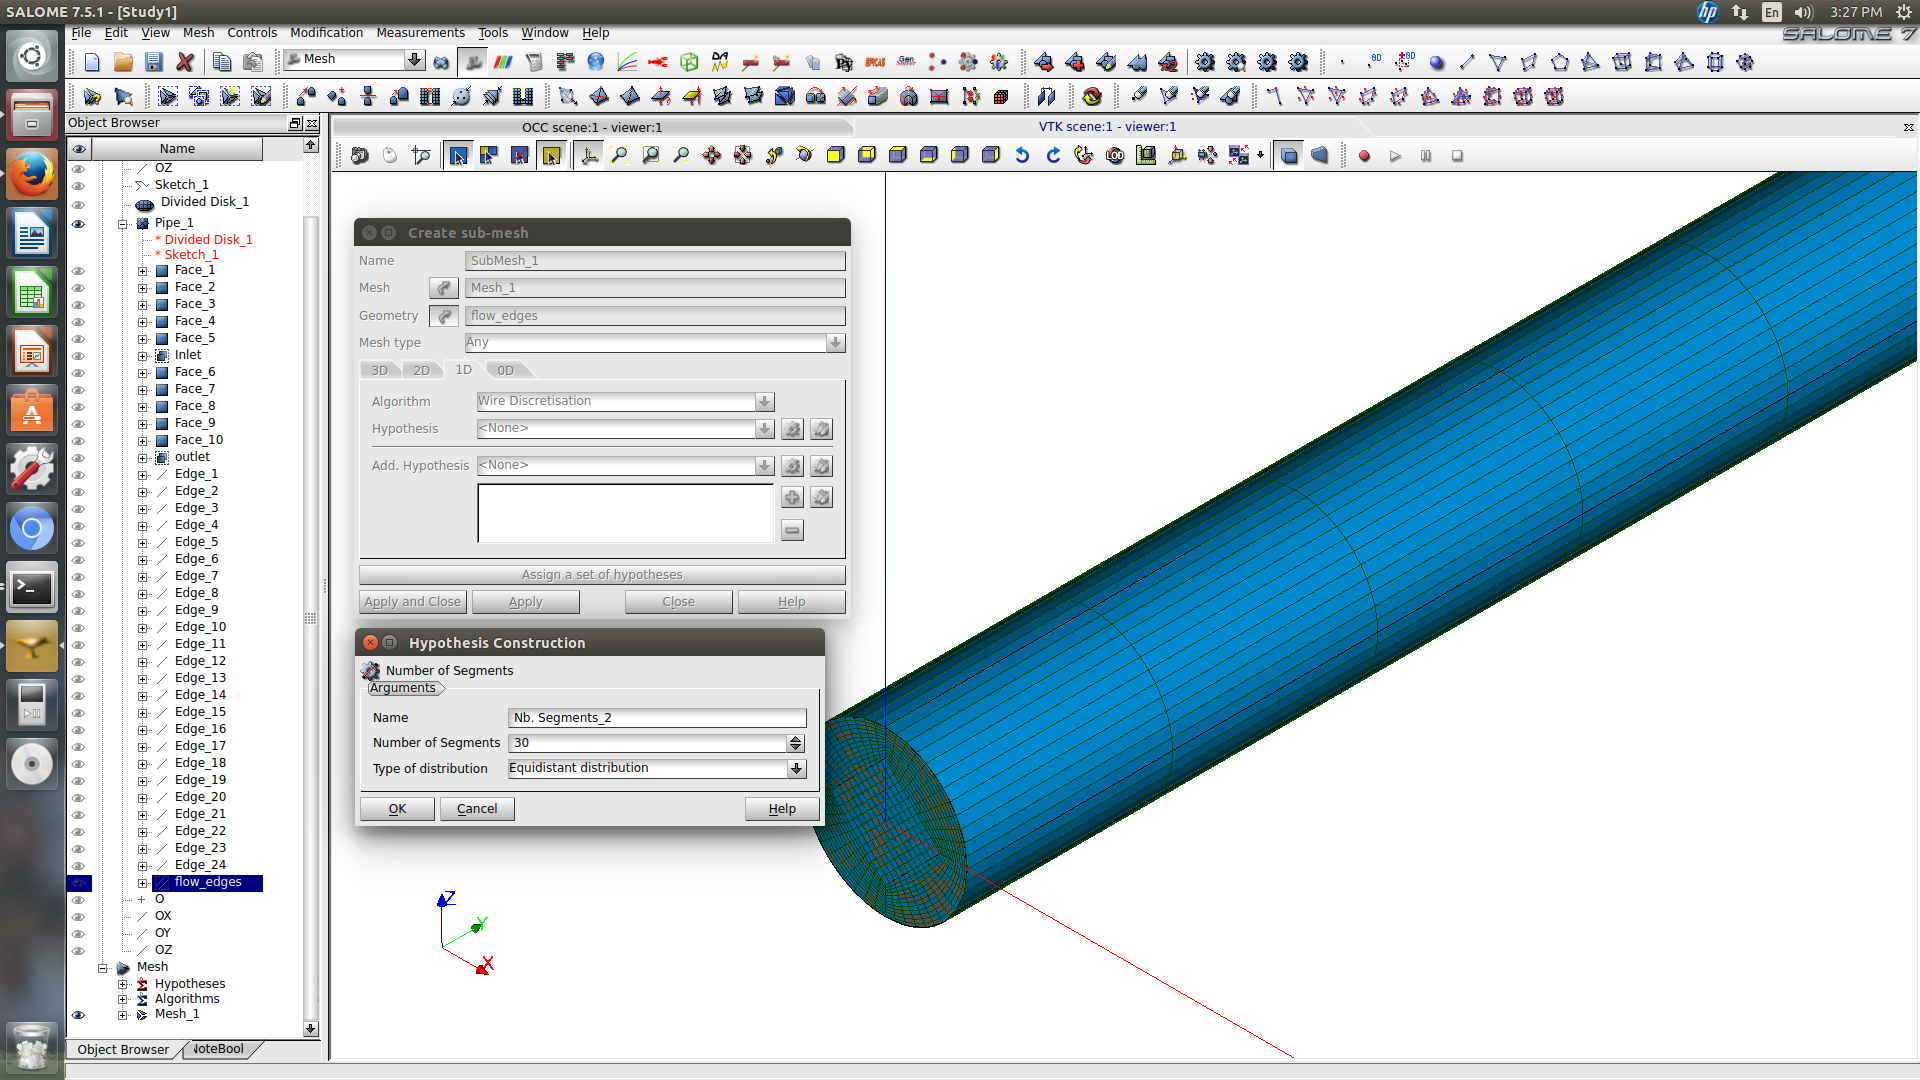 SALOME 7.5.1 - [Study1]
En
3:27 PM
File Edit View Mesh Controls Modification Measurements Tools Window Help
SALOME 7
Mesh
0D
Object Browser
OCC scene:1 - viewer:1
VTK scene:1 - viewer:1
Name
LOD
OZ
Sketch_1
Divided Disk_1
Pipe_1
* Divided Disk_1
* Sketch_1
Face_1
Face_2
Face_3
Face_4
Face_5
Inlet
Face_6
Face_7
Face_8
Face_9
Face_10
outlet
Edge_1
Edge_2
Edge_3
Edge_4
Edge_5
Edge_6
Edge_7
Edge_8
Edge_9
Edge_10
Edge_11
Edge_12
Edge_13
Edge_14
Edge_15
Edge_16
Edge_17
Edge_18
Edge_19
Edge_20
Edge_21
Edge_22
Edge_23
Edge_24
flow_edges
O
OX
OY
OZ
Mesh
Hypotheses
Algorithms
Mesh_1
Object Browser
NoteBool
Create sub-mesh
Name SubMesh_1
Mesh Mesh_1
Geometry flow_edges
Mesh type Any
3D 2D 1D 0D
Algorithm Wire Discretisation
Hypothesis <None>
Add. Hypothesis <None>
Assign a set of hypotheses
Apply and Close Apply Close Help
Hypothesis Construction
Number of Segments
Arguments
Name Nb. Segments_2
Number of Segments 30
Type of distribution Equidistant distribution
OK Cancel Help
Z
Y
X